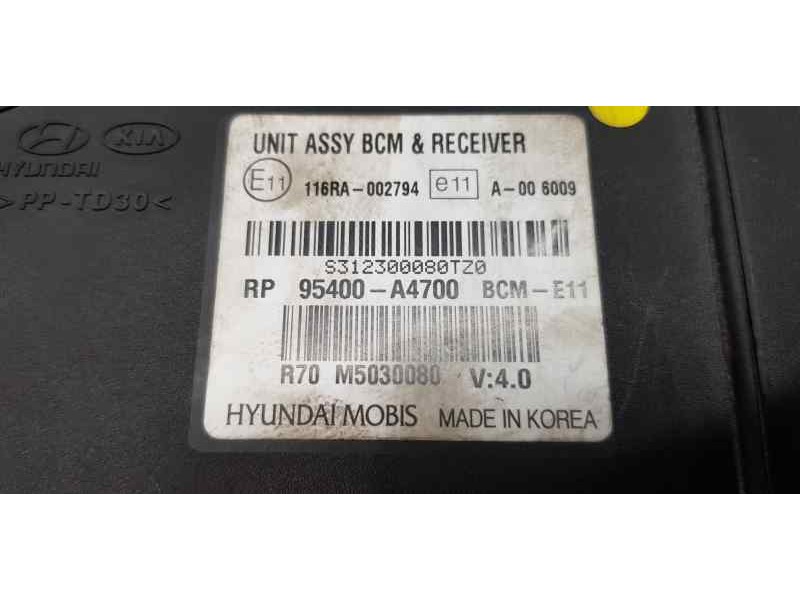 UNIT ASSY BCM & RECEIVER
E11 116RA-002794 e11 A-00 6009
S312300080TZ0
RP 95400-A4700 BCM-E11
R70 M5030080 V:4.0
HYUNDAI MOBIS MADE IN KOREA
KIA
HYUNDAI
>PP-TD30<